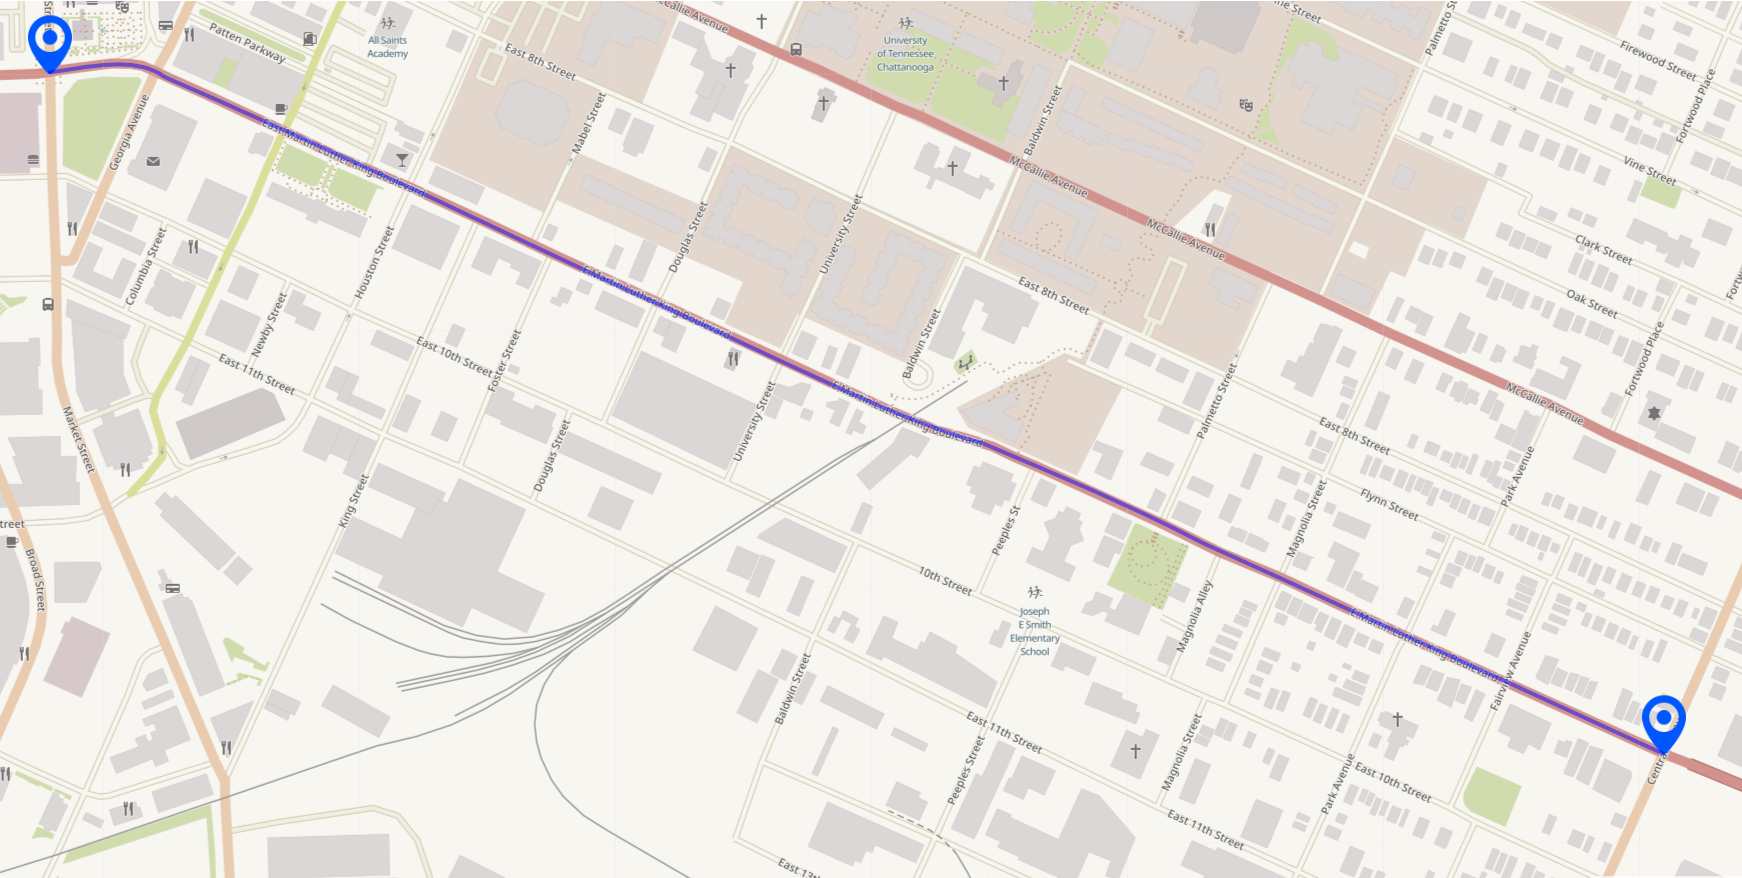 McCallie Avenue
Palmetto St
Patten Parkway
All Saints
Academy
East 8th Street
University
of Tennessee
Chattanooga
Firewood Street
Fortwood Place
Georgia Avenue
East Martin Luther King Boulevard
Mabel Street
Baldwin Street
McCallie Avenue
Vine Street
Columbia Street
Houston Street
Douglas Street
University Street
McCallie Avenue
Clark Street
Oak Street
E Martin Luther King Boulevard
East 8th Street
Newby Street
East 11th Street
East 10th Street
Foster Street
Baldwin Street
Fortwood Place
McCallie Avenue
Market Street
University Street
E Martin Luther King Boulevard
Palmetto Street
East 8th Street
Douglas Street
King Street
Park Avenue
Flynn Street
Magnolia Street
Peeples St
Broad Street
10th Street
Joseph
E Smith
Elementary
School
Magnolia Alley
E Martin Luther King Boulevard
Fairview Avenue
Baldwin Street
East 11th Street
Magnolia Street
Peeples Street
Park Avenue
East 10th Street
East 11th Street